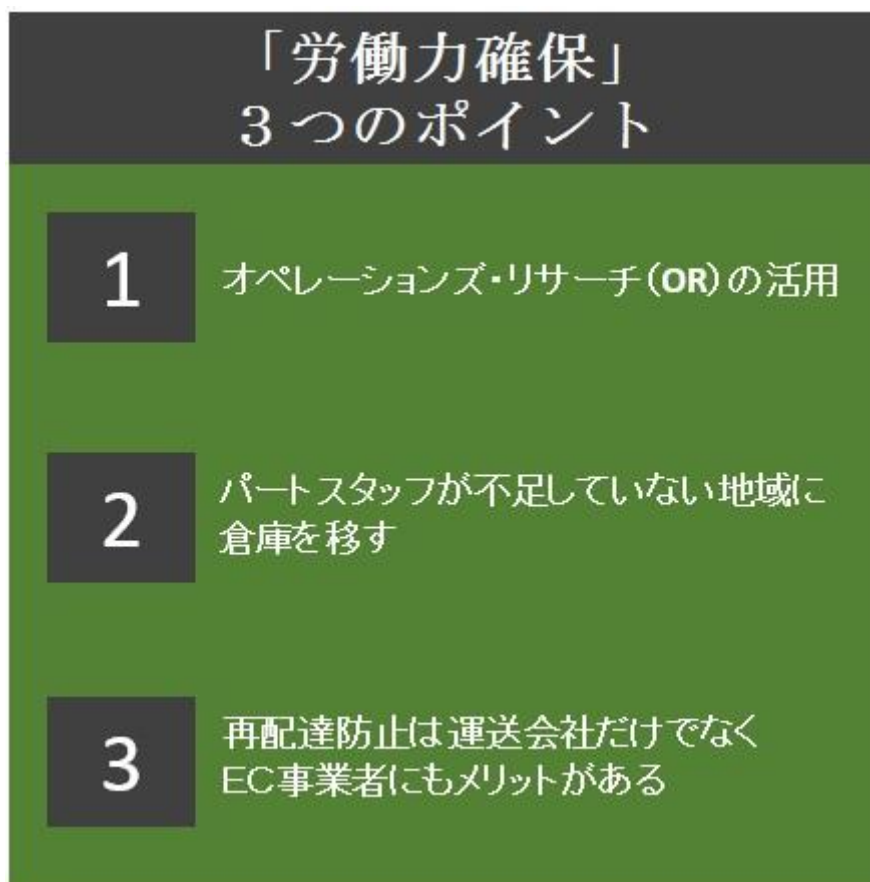 「労働力確保」
３つのポイント
1
オペレーションズ・リサーチ（OR）の活用
2
パートスタッフが不足していない地域に
倉庫を移す
3
再配達防止は運送会社だけでなく
EC事業者にもメリットがある